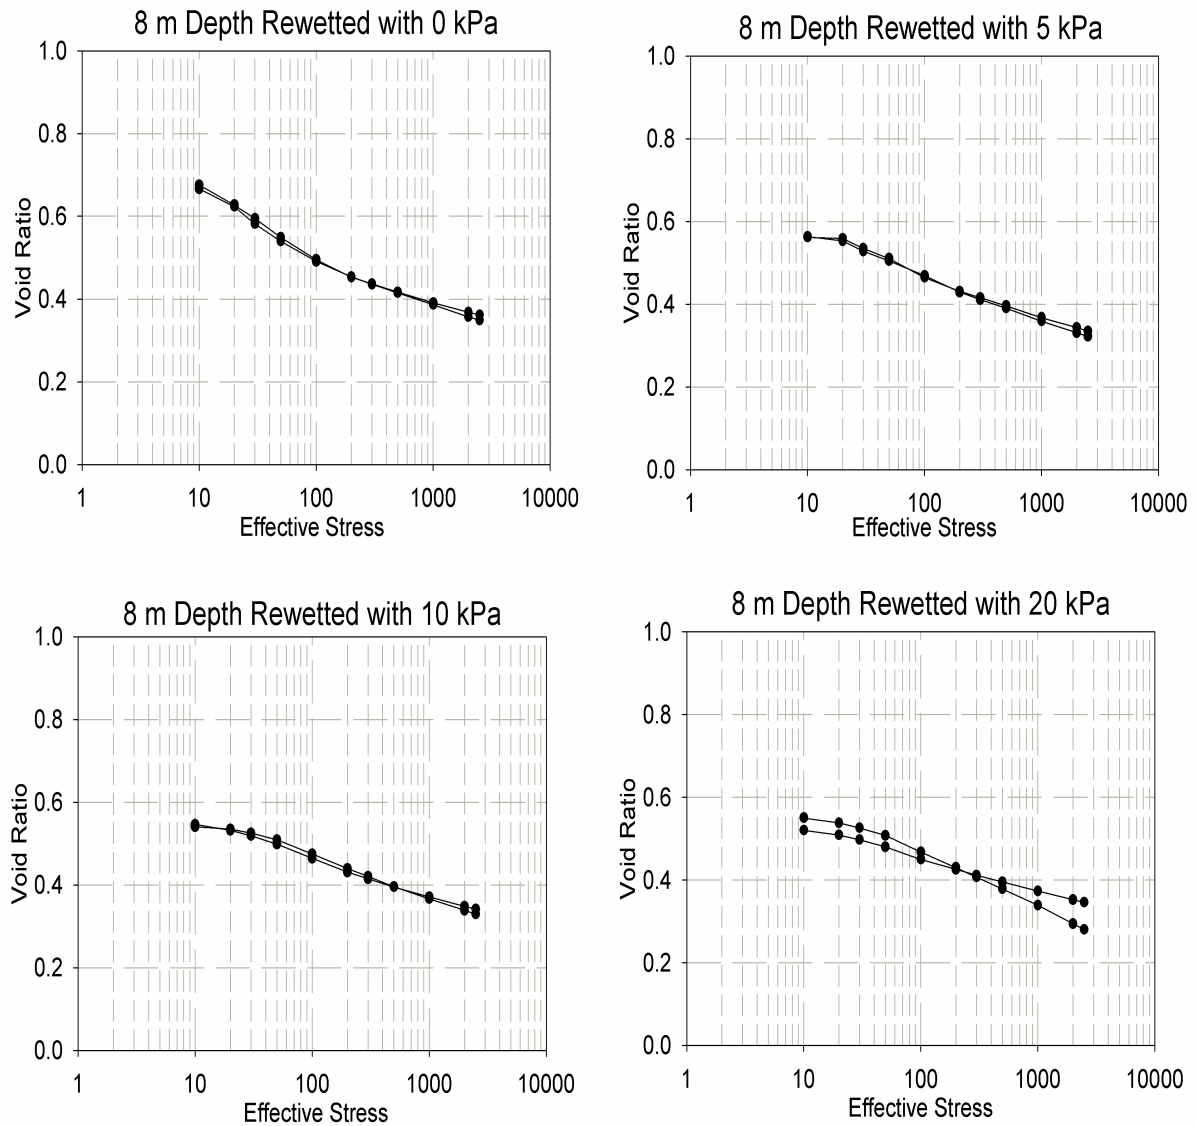 8 m Depth Rewetted with 0 kPa
1.0
0.8
0.6
0.4
0.2
0.0
Void Ratio
1 10 100 1000 10000
Effective Stress
8 m Depth Rewetted with 5 kPa
1.0
0.8
0.6
0.4
0.2
0.0
Void Ratio
1 10 100 1000 10000
Effective Stress
8 m Depth Rewetted with 10 kPa
1.0
0.8
0.6
0.4
0.2
0.0
Void Ratio
1 10 100 1000 10000
Effective Stress
8 m Depth Rewetted with 20 kPa
1.0
0.8
0.6
0.4
0.2
0.0
Void Ratio
1 10 100 1000 10000
Effective Stress